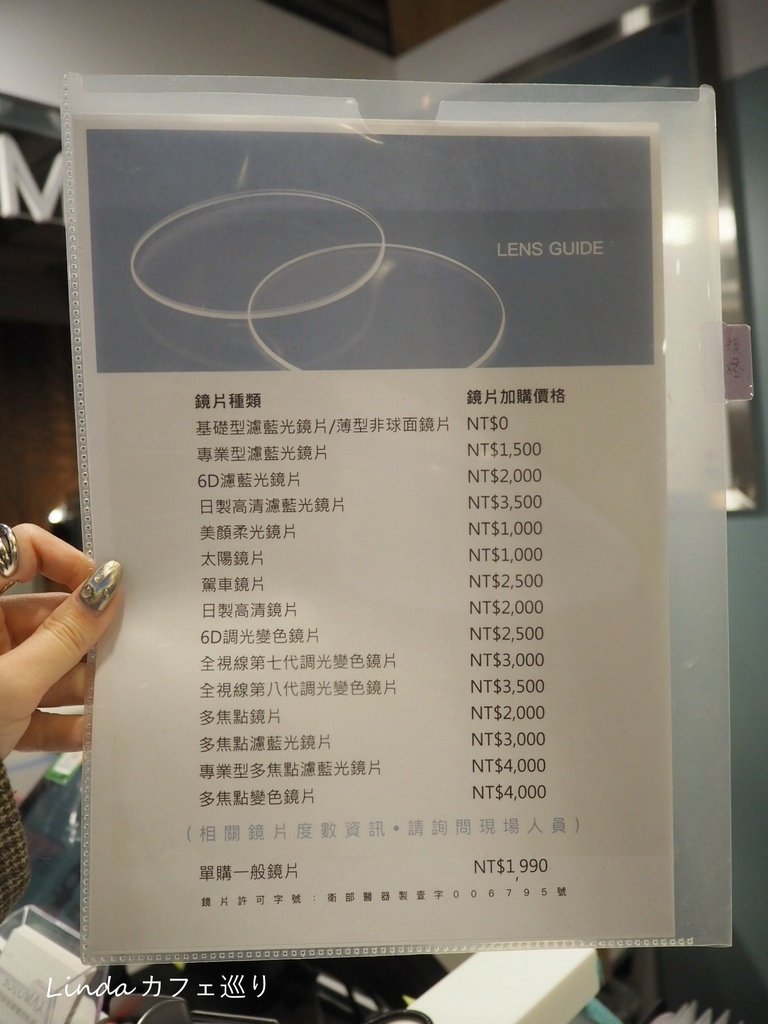 M
LENS GUIDE
鏡片種類 鏡片加購價格
基礎型濾藍光鏡片/薄型非球面鏡片 NT$0
專業型濾藍光鏡片 NT$1,500
6D濾藍光鏡片 NT$2,000
日製高清濾藍光鏡片 NT$3,500
美顏柔光鏡片 NT$1,000
太陽鏡片 NT$1,000
駕車鏡片 NT$2,500
日製高清鏡片 NT$2,000
6D調光變色鏡片 NT$2,500
全視線第七代調光變色鏡片 NT$3,000
全視線第八代調光變色鏡片 NT$3,500
多焦點鏡片 NT$2,000
多焦點濾藍光鏡片 NT$3,000
專業型多焦點濾藍光鏡片 NT$4,000
多焦點變色鏡片 NT$4,000
(相關鏡片度數資訊•請詢問現場人員)
單購一般鏡片 NT$1,990
鏡片許可字號:衛部醫器製壹字006795號
Lindaカフェ巡り